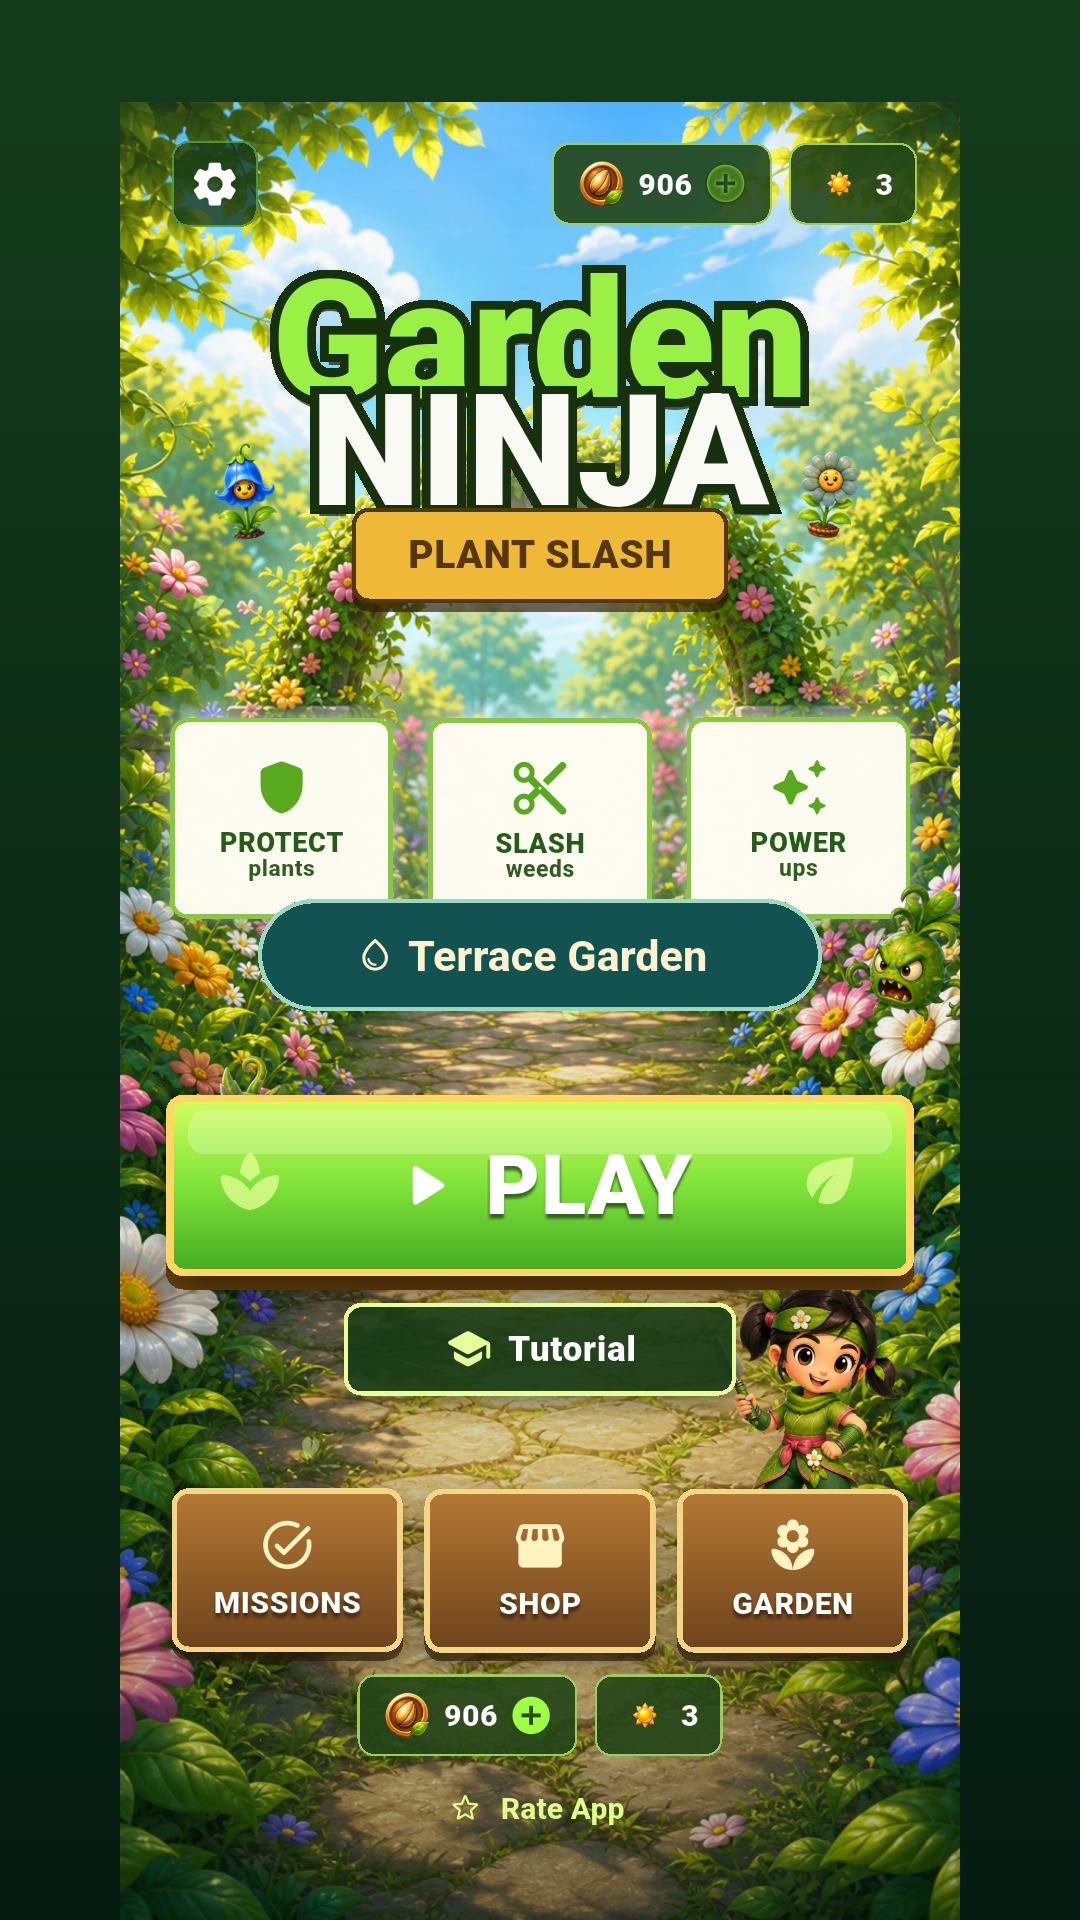 906
3
Garden
NINJA
PLANT SLASH
PROTECT
plants
SLASH
weeds
POWER
ups
Terrace Garden
PLAY
Tutorial
MISSIONS
SHOP
GARDEN
906
3
Rate App